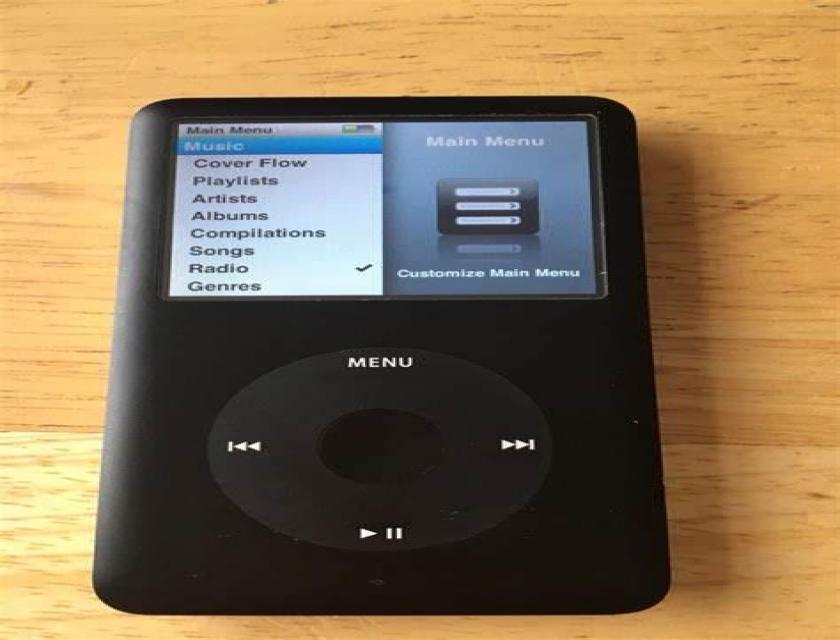 Main Menu
Music
Cover Flow
Playlists
Artists
Albums
Compilations
Songs
Radio
Genres
Main Menu
Customize Main Menu
MENU